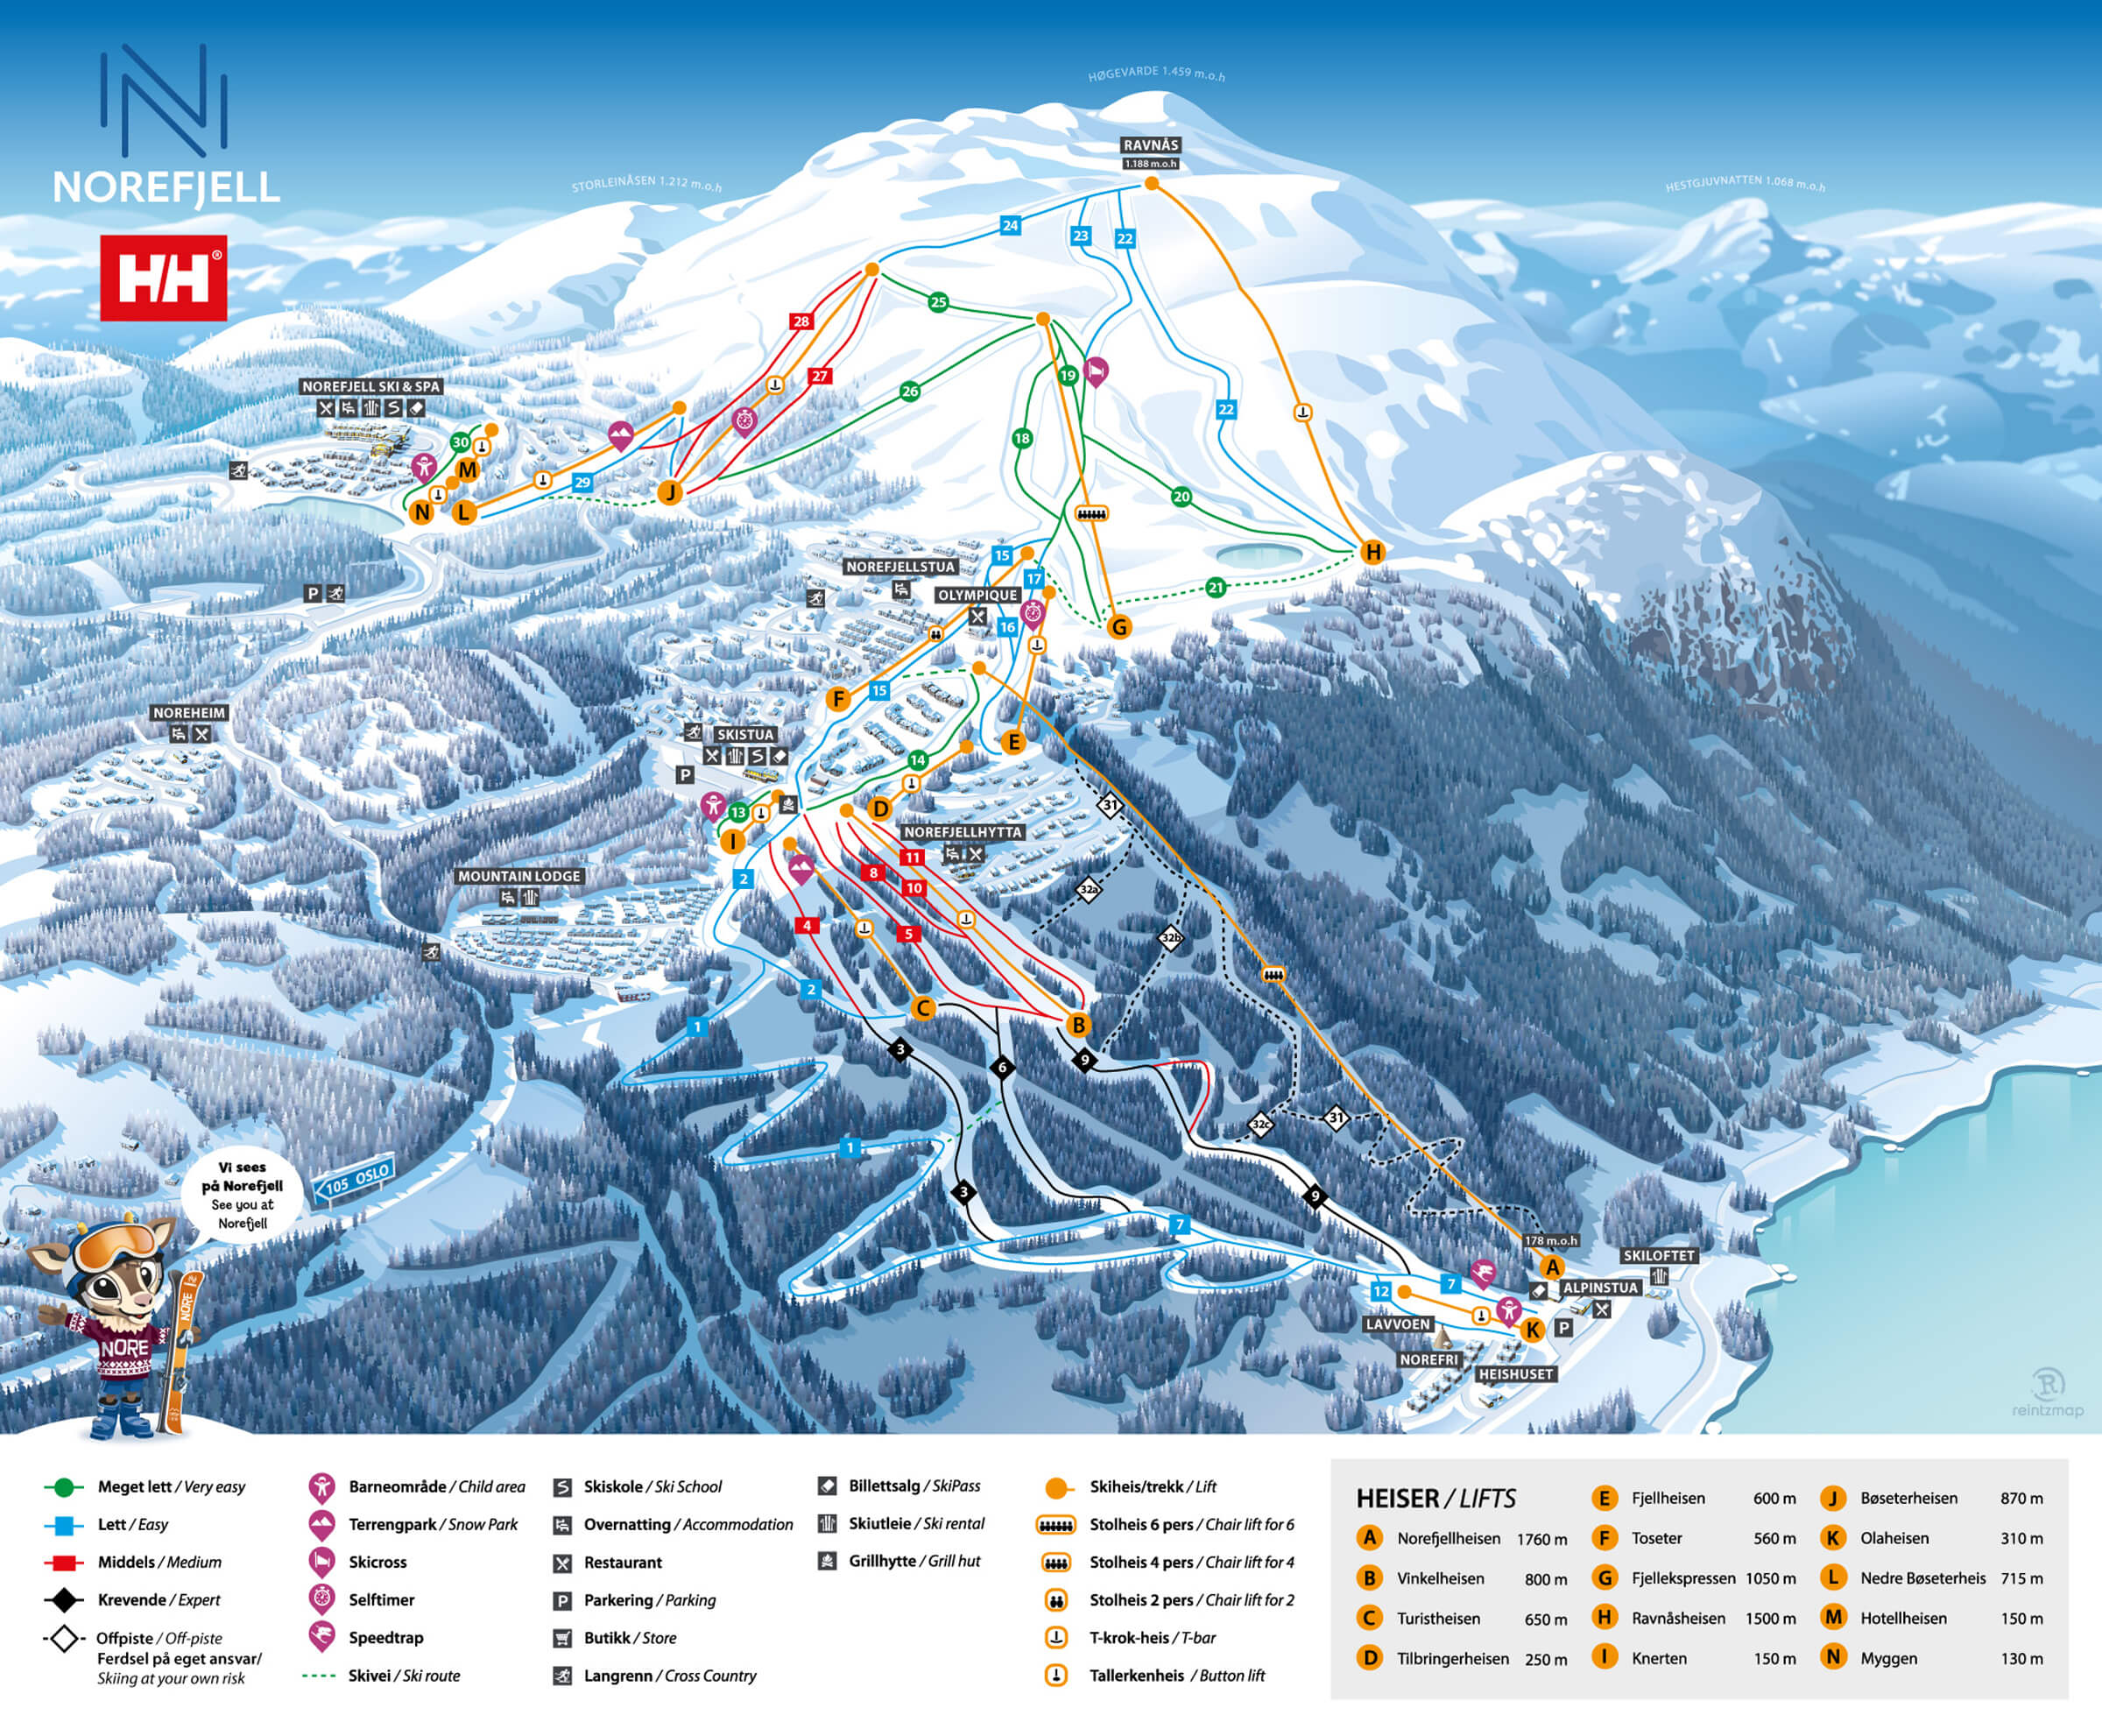 HØGEVARDE 1.459 m.o.h
RAVNÅS
1.188 m.o.h
STORLEINÅSEN 1.212 m.o.h
HESTGJUVNATTEN 1.068 m.o.h
N
NOREFJELL
HH®
24
23
22
25
28
27
26
19
22
18
20
NOREFJELL SKI & SPA
30
M
29
J
N
L
H
15
17
21
NOREFJELLSTUA
OLYMPIQUE
16
G
P
F
15
NOREHEIM
SKISTUA
E
14
P
13
D
31
I
NOREFJELLHYTTA
11
8
10
2
MOUNTAIN LODGE
32a
4
5
32b
2
C
B
1
3
6
9
32c
31
1
3
9
7
Vi sees
på Norefjell
See you at
Norefjell
105 OSLO
NORE
NORE
178 m.o.h
A
SKILOFTET
ALPINSTUA
12
7
LAVVOEN
K
P
NOREFRI
HEISHUSET
R
reintzmap
Meget lett / Very easy
Lett / Easy
Middels / Medium
Krevende / Expert
Offpiste / Off-piste
Ferdsel på eget ansvar/
Skiing at your own risk
Barneområde / Child area
Terrengpark / Snow Park
Skicross
Selftimer
Speedtrap
Skivei / Ski route
S Skiskole / Ski School
Overnatting / Accommodation
Restaurant
P Parkering / Parking
Butikk / Store
Langrenn / Cross Country
Billettsalg / SkiPass
Skiutleie / Ski rental
Grillhytte / Grill hut
Skiheis/trekk / Lift
Stolheis 6 pers / Chair lift for 6
Stolheis 4 pers / Chair lift for 4
Stolheis 2 pers / Chair lift for 2
T-krok-heis / T-bar
Tallerkenheis / Button lift
HEISER / LIFTS
A Norefjellheisen 1760 m
B Vinkelheisen 800 m
C Turistheisen 650 m
D Tilbringerheisen 250 m
E Fjellheisen 600 m
F Toseter 560 m
G Fjellekspressen 1050 m
H Ravnåsheisen 1500 m
I Knerten 150 m
J Bøseterheisen 870 m
K Olaheisen 310 m
L Nedre Bøseterheis 715 m
M Hotellheisen 150 m
N Myggen 130 m